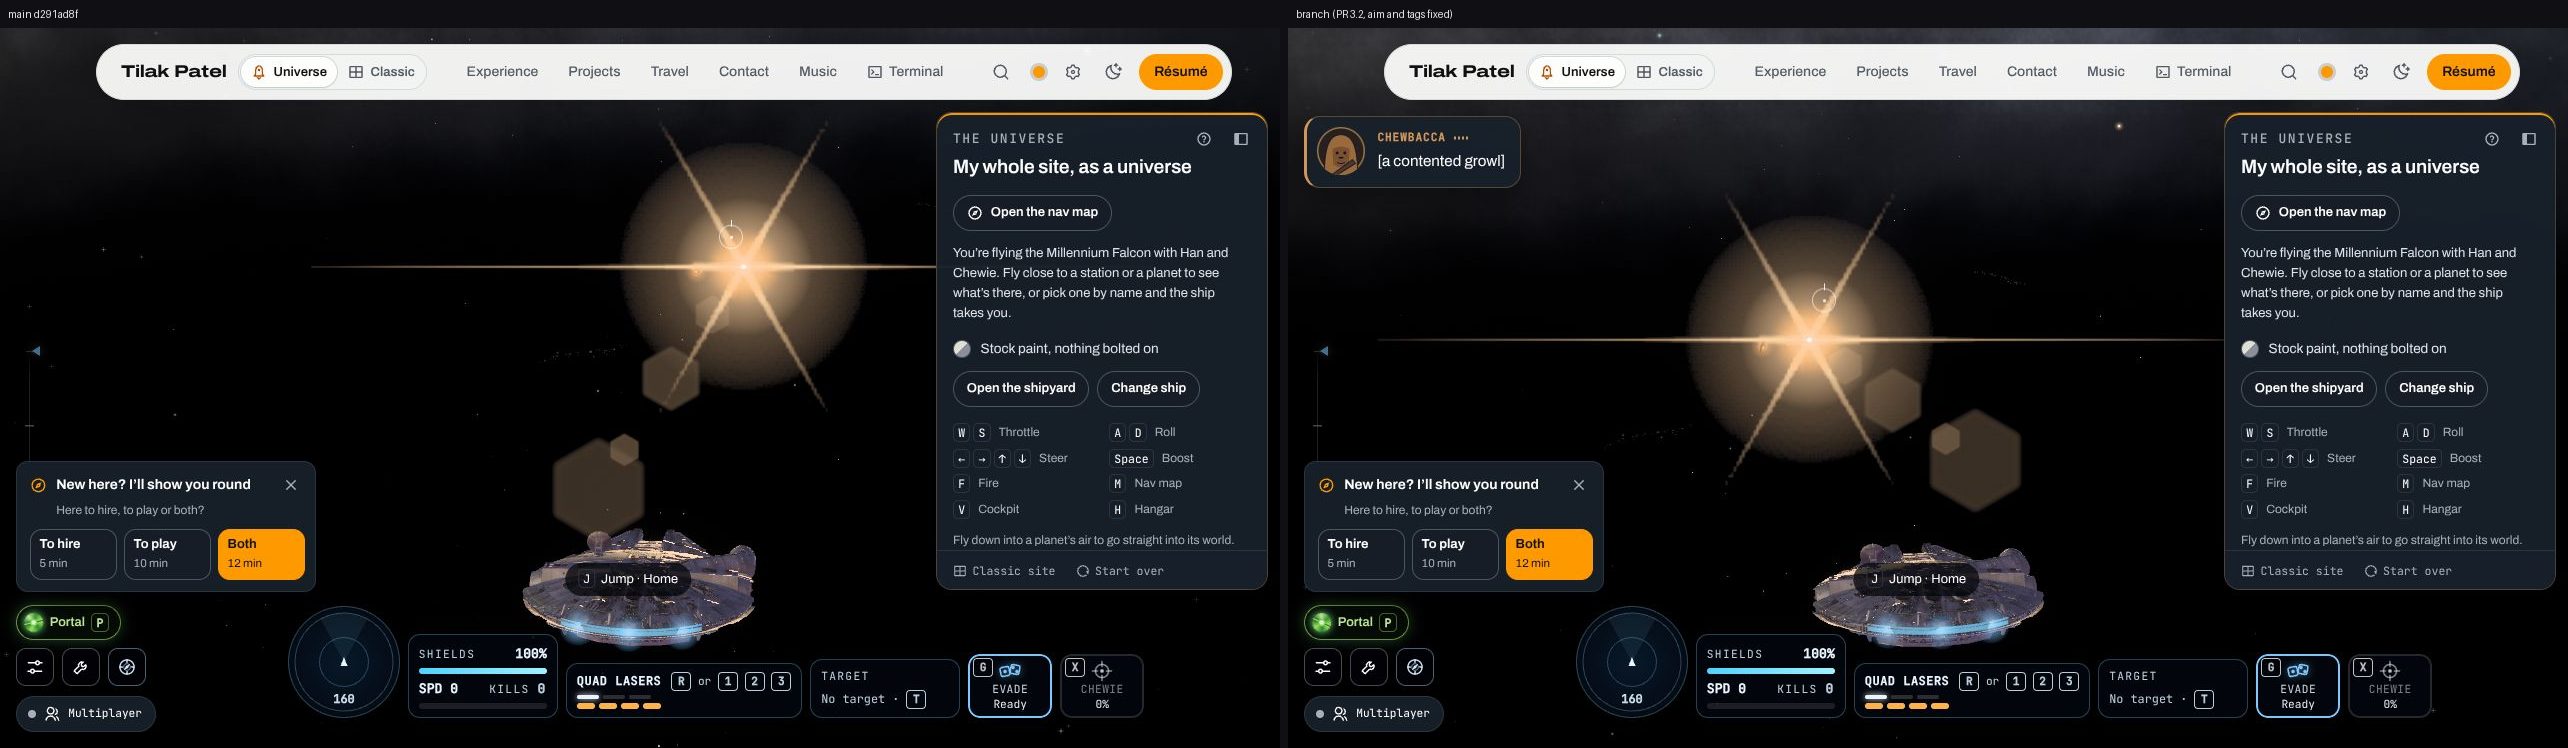 main d291ad8f
Tilak Patel Universe Classic Experience Projects Travel Contact Music Terminal Résumé
THE UNIVERSE
My whole site, as a universe
Open the nav map
You're flying the Millennium Falcon with Han and
Chewie. Fly close to a station or a planet to see
what's there, or pick one by name and the ship
takes you.
Stock paint, nothing bolted on
Open the shipyard Change ship
W S Throttle A D Roll
← → ↑ ↓ Steer Space Boost
F Fire M Nav map
V Cockpit H Hangar
Fly down into a planet's air to go straight into its world.
Classic site Start over
New here? I'll show you round
Here to hire, to play or both?
To hire To play Both
5 min 10 min 12 min
J Jump · Home
Portal P
Multiplayer
160
SHIELDS 100%
SPD 0 KILLS 0
QUAD LASERS R or 1 2 3
TARGET
No target · T
G EVADE
Ready
X CHEWIE
0%
branch (PR3.2, aim and tags fixed)
Tilak Patel Universe Classic Experience Projects Travel Contact Music Terminal Résumé
CHEWBACCA
[a contented growl]
THE UNIVERSE
My whole site, as a universe
Open the nav map
You're flying the Millennium Falcon with Han and
Chewie. Fly close to a station or a planet to see
what's there, or pick one by name and the ship
takes you.
Stock paint, nothing bolted on
Open the shipyard Change ship
W S Throttle A D Roll
← → ↑ ↓ Steer Space Boost
F Fire M Nav map
V Cockpit H Hangar
Fly down into a planet's air to go straight into its world.
Classic site Start over
New here? I'll show you round
Here to hire, to play or both?
To hire To play Both
5 min 10 min 12 min
J Jump · Home
Portal P
Multiplayer
160
SHIELDS 100%
SPD 0 KILLS 0
QUAD LASERS R or 1 2 3
TARGET
No target · T
G EVADE
Ready
X CHEWIE
0%